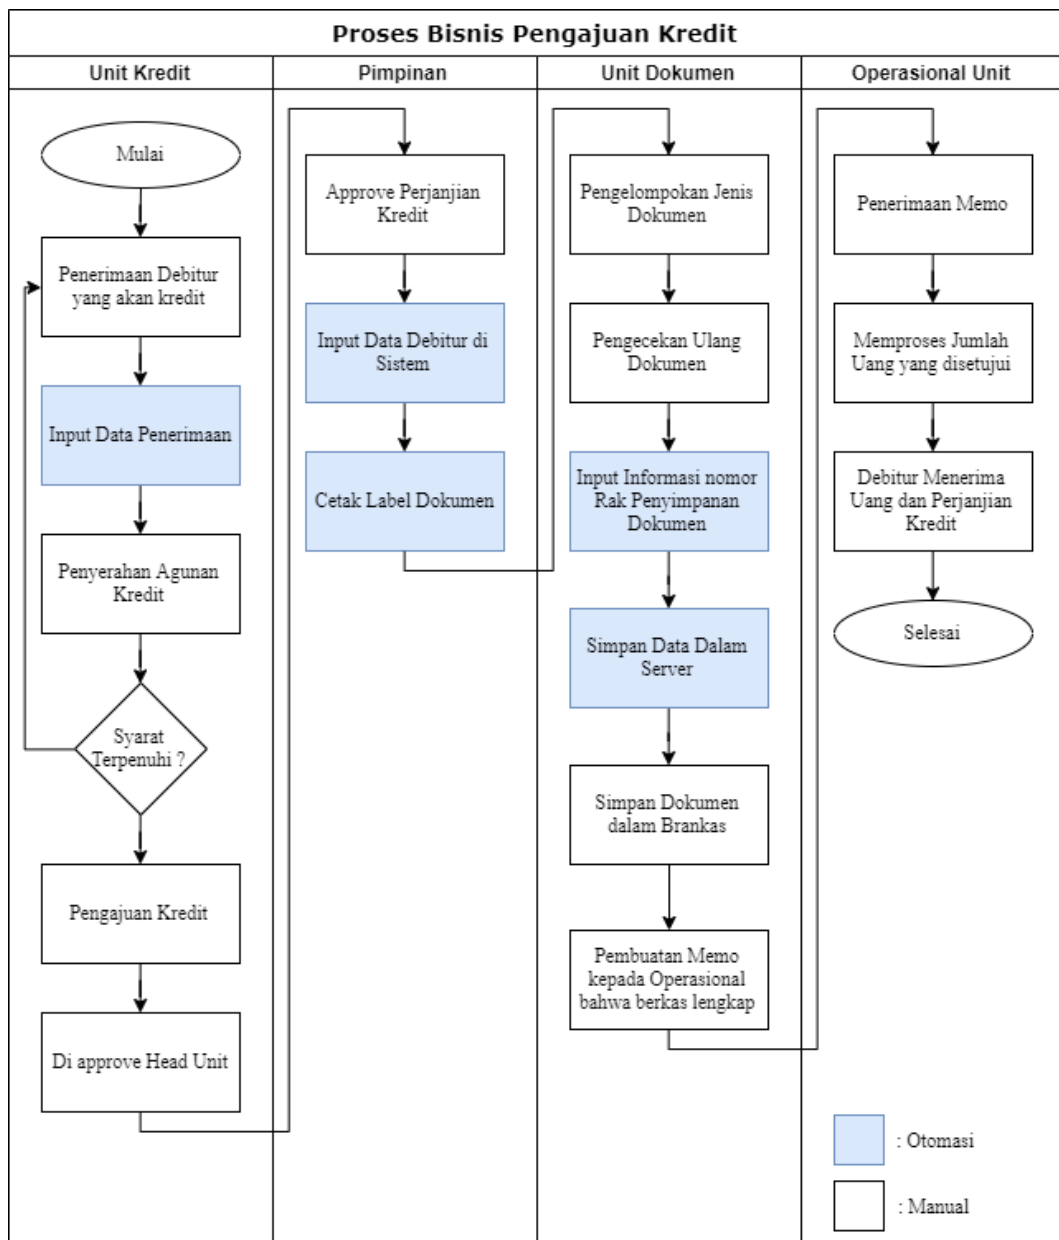 Proses Bisnis Pengajuan Kredit
Unit Kredit
Pimpinan
Unit Dokumen
Operasional Unit
Mulai
Penerimaan Debitur
yang akan kredit
Input Data Penerimaan
Penyerahan Agunan
Kredit
Syarat
Terpenuhi ?
Pengajuan Kredit
Di approve Head Unit
Approve Perjanjian
Kredit
Input Data Debitur di
Sistem
Cetak Label Dokumen
Pengelompokan Jenis
Dokumen
Pengecekan Ulang
Dokumen
Input Informasi nomor
Rak Penyimpanan
Dokumen
Simpan Data Dalam
Server
Simpan Dokumen
dalam Brankas
Pembuatan Memo
kepada Operasional
bahwa berkas lengkap
Penerimaan Memo
Memproses Jumlah
Uang yang disetujui
Debitur Menerima
Uang dan Perjanjian
Kredit
Selesai
: Otomasi
: Manual